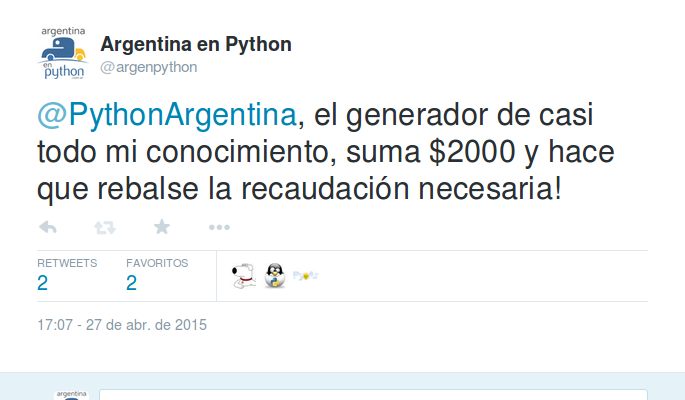 argentina
en
python
Argentina en Python
@argenpython
@PythonArgentina, el generador de casi
todo mi conocimiento, suma $2000 y hace
que rebalse la recaudación necesaria!
RETWEETS
FAVORITOS
2
2
17:07 - 27 de abr. de 2015
argentina